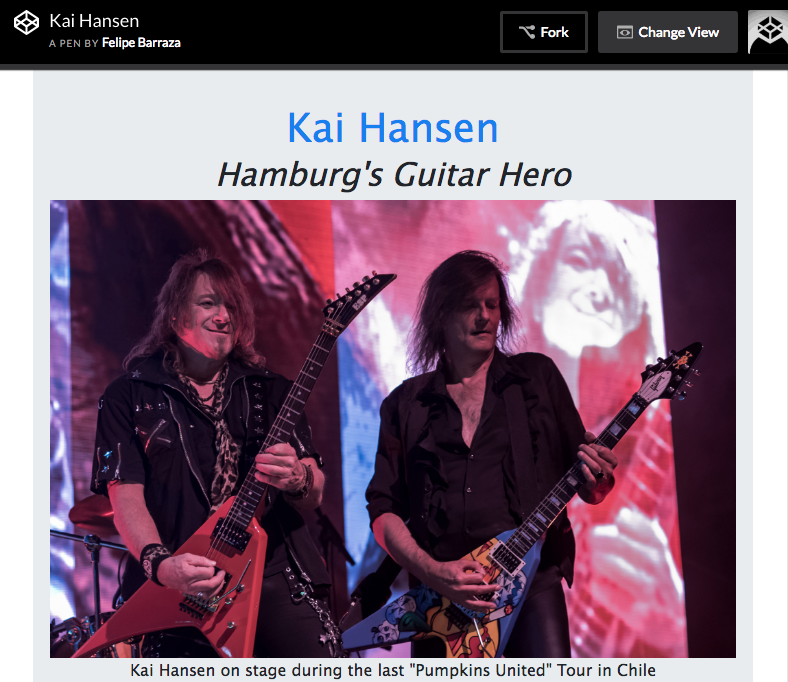 Kai Hansen
A PEN BY Felipe Barraza
Fork
Change View
Kai Hansen
Hamburg's Guitar Hero
Kai Hansen on stage during the last "Pumpkins United" Tour in Chile